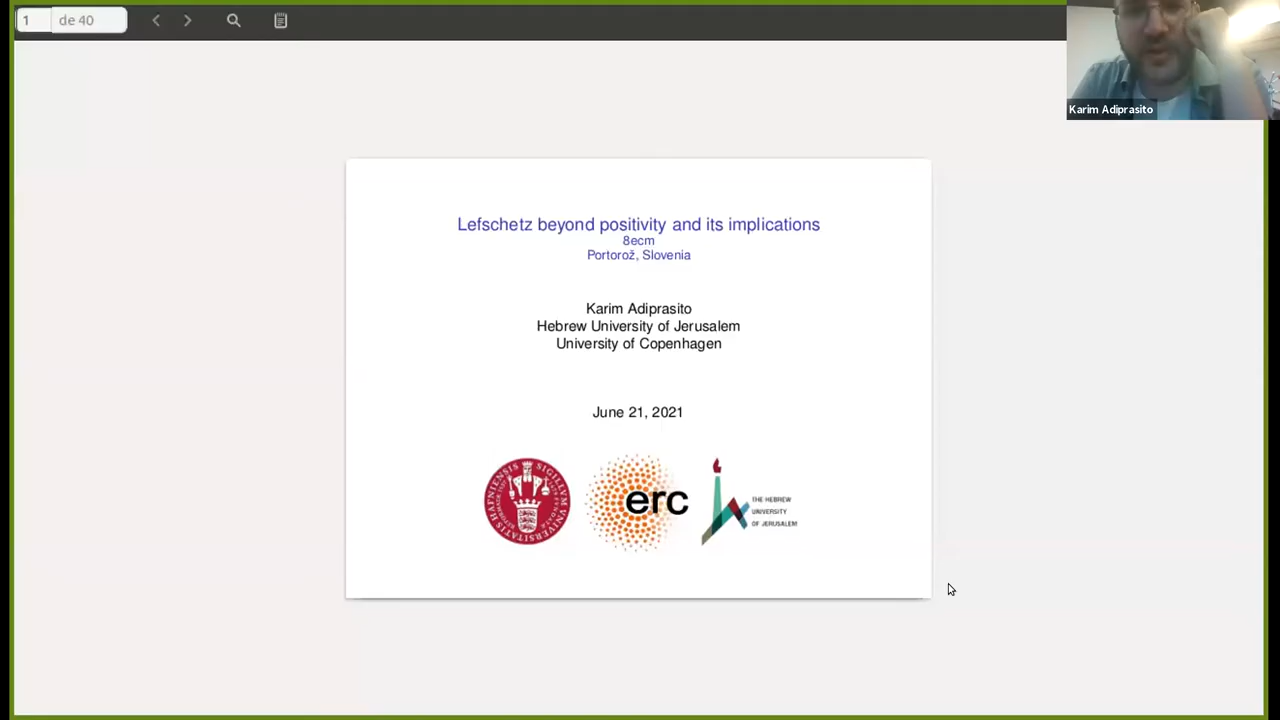 1 de 40
Karim Adiprasito
Lefschetz beyond positivity and its implications
8ecm
Portorož, Slovenia
Karim Adiprasito
Hebrew University of Jerusalem
University of Copenhagen
June 21, 2021
erc
THE HEBREW
UNIVERSITY
OF JERUSALEM